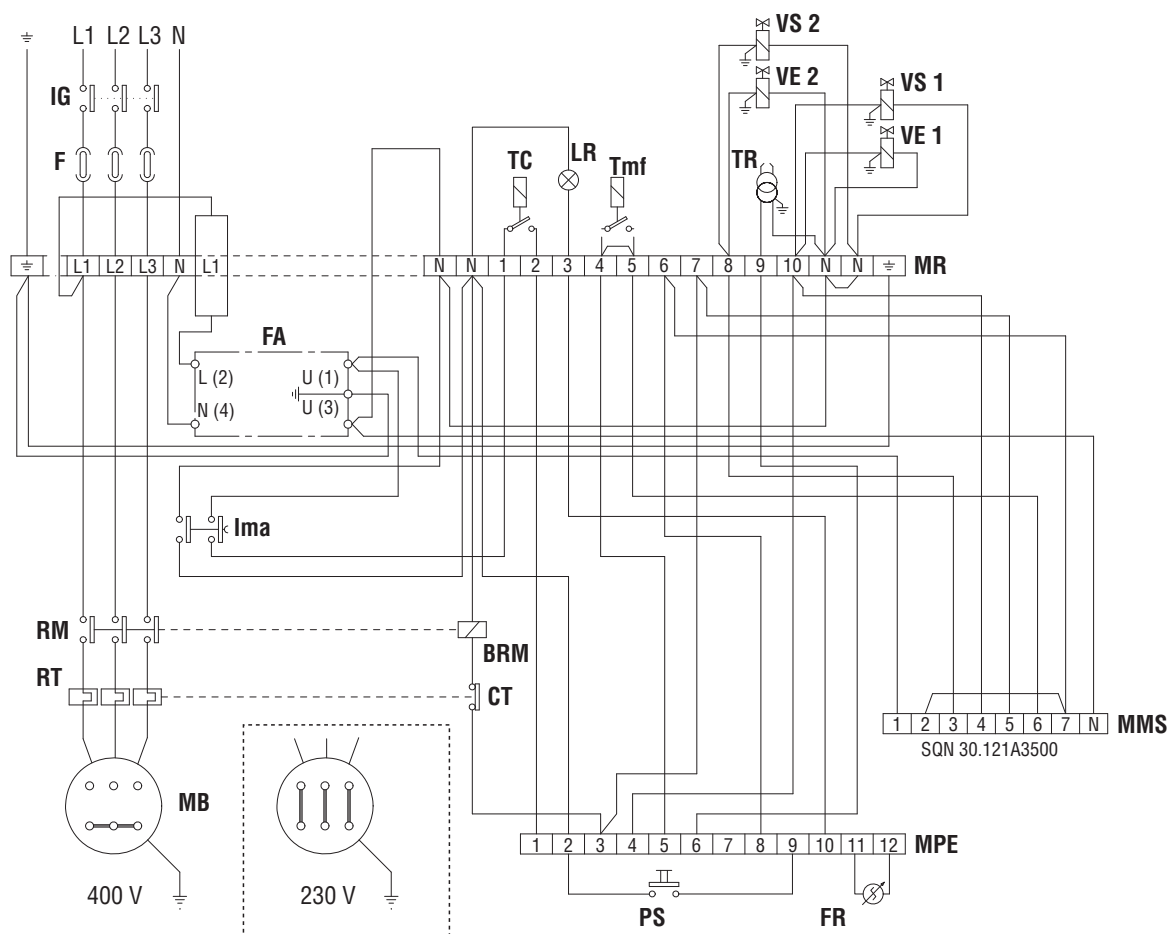 L1 L2 L3 N
VS 2
IG
VE 2
VS 1
F
TC
LR
Tmf
TR
VE 1
L1 L2 L3 N L1
N N 1 2 3 4 5 6 7 8 9 10 N N
MR
FA
L (2)
U (1)
N (4)
U (3)
Ima
RM
BRM
RT
CT
1 2 3 4 5 6 7 N
MMS
SQN 30.121A3500
MB
1 2 3 4 5 6 7 8 9 10 11 12
MPE
400 V
230 V
PS
FR